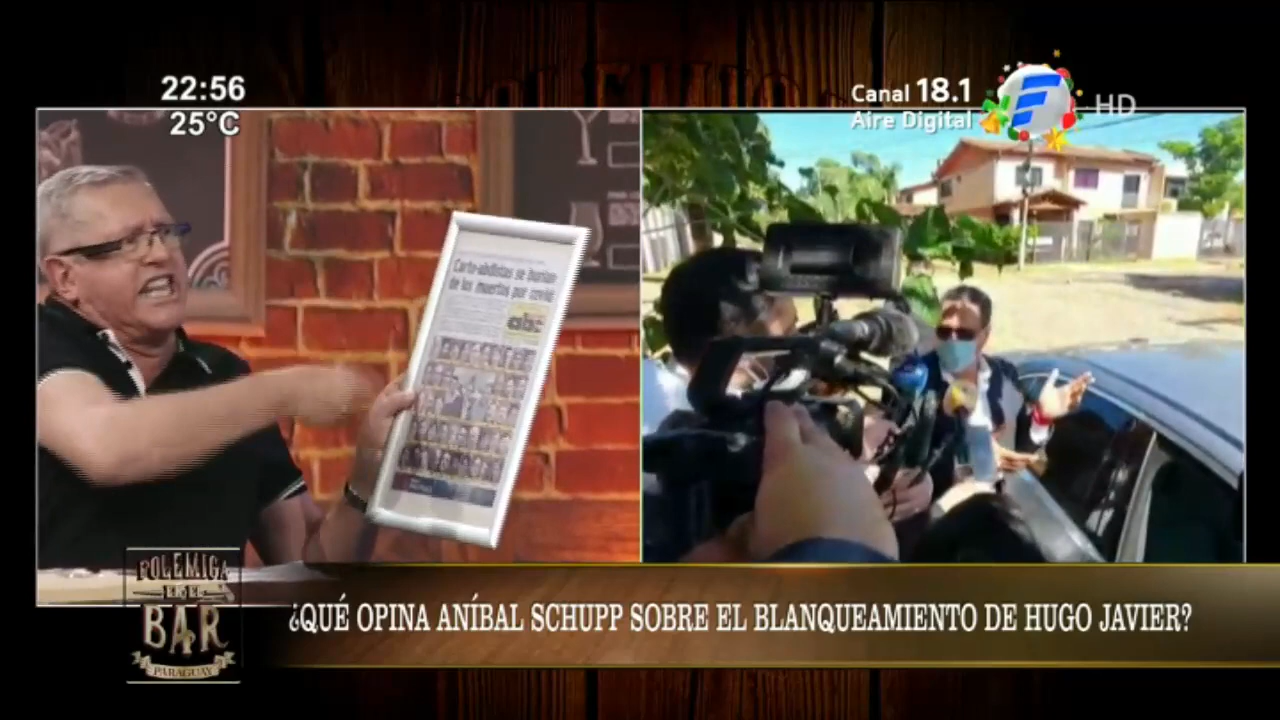 22:56
25°C
Canal 18.1
Aire Digital
HD
Carto-abdistas se burlan
de los muertos por covid
abc
POLEMICA
EN EL
BAR
PARAGUAY
¿QUÉ OPINA ANÍBAL SCHUPP SOBRE EL BLANQUEAMIENTO DE HUGO JAVIER?